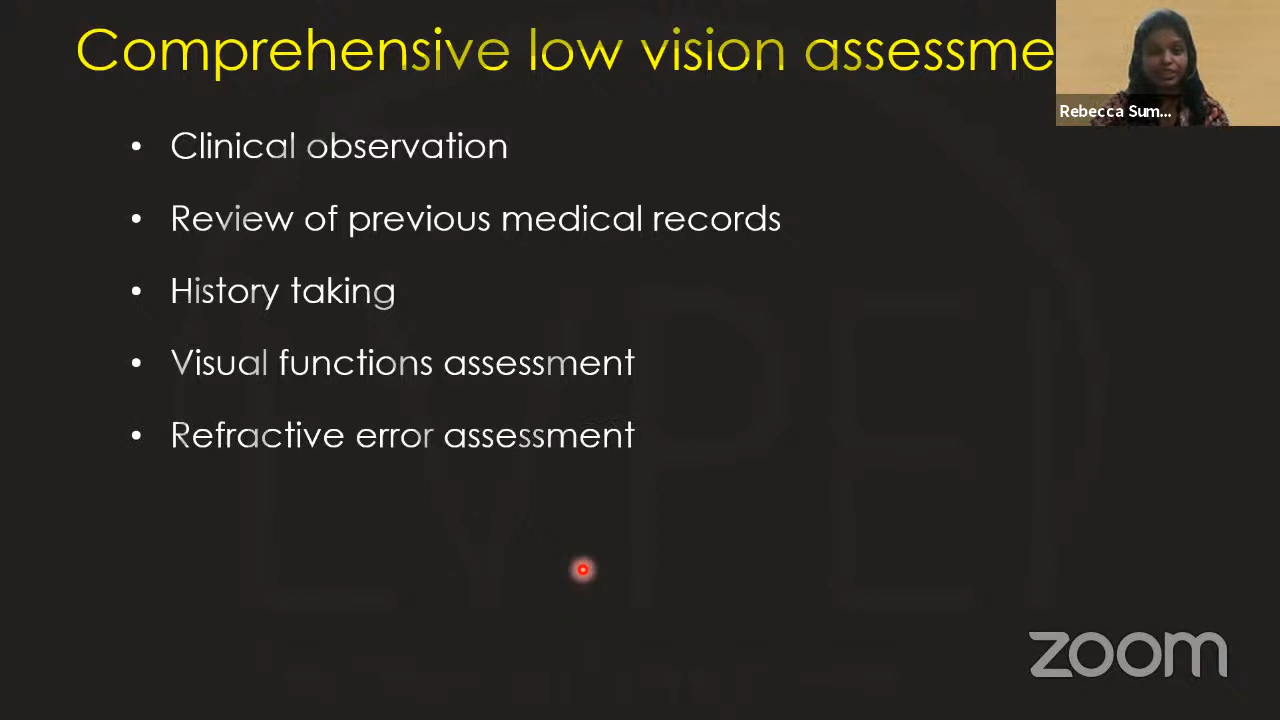 Comprehensive low vision assessme
Rebecca Sum...
• Clinical observation
• Review of previous medical records
• History taking
• Visual functions assessment
• Refractive error assessment
LVPEI
zoom